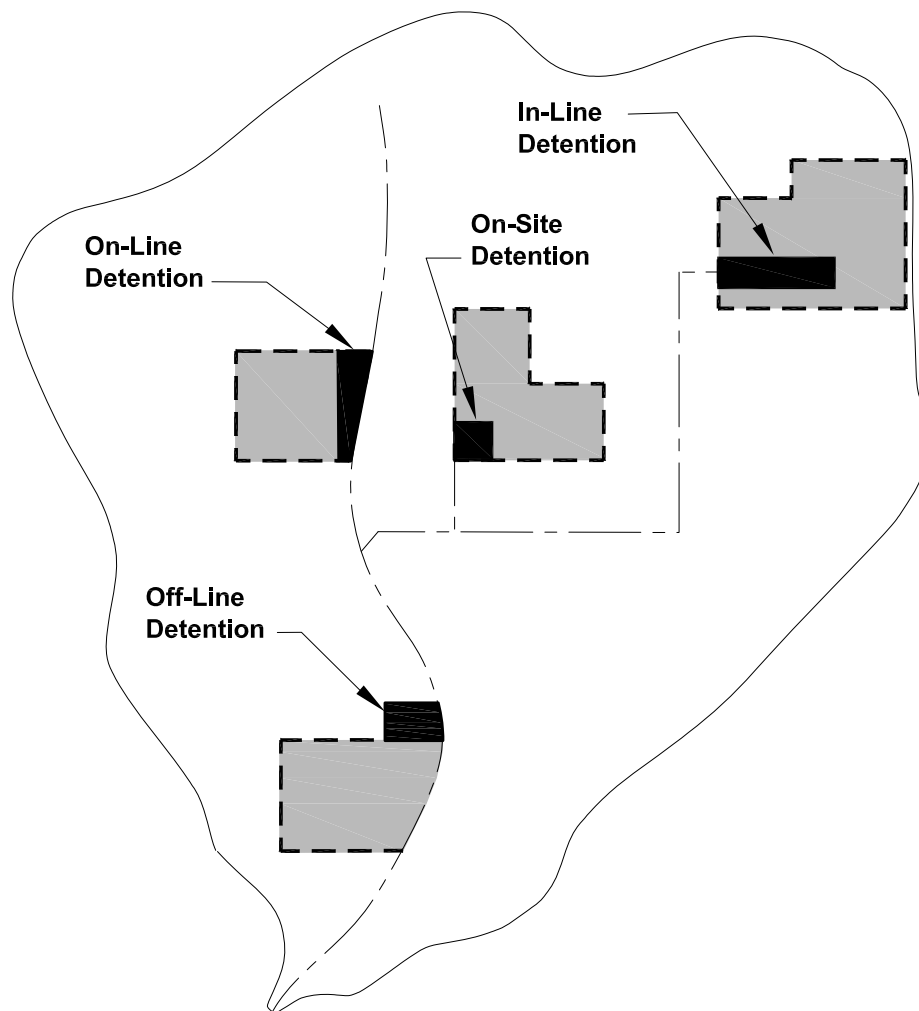 In-Line
Detention
On-Site
Detention
On-Line
Detention
Off-Line
Detention